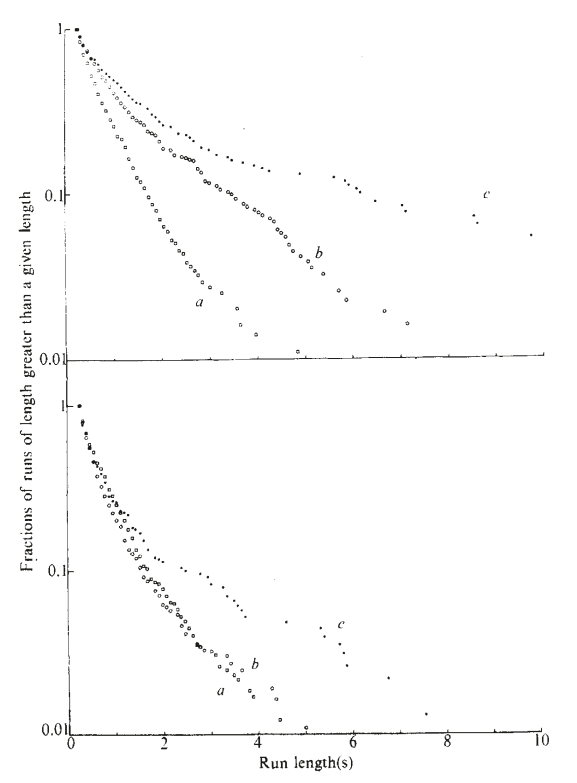 Fractions of runs of length greater than a given length
1
0.1
0.01
a
b
c
1
0.1
0.01
a
b
c
0 2 4 6 8 10
Run length(s)